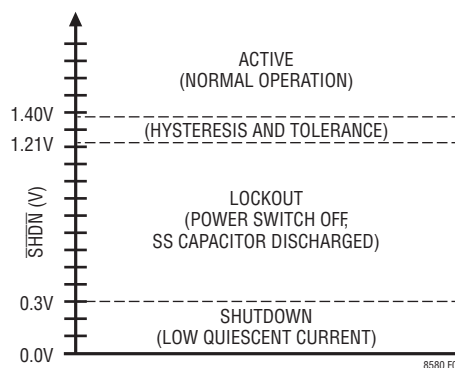 ACTIVE
(NORMAL OPERATION)
1.40V
(HYSTERESIS AND TOLERANCE)
1.21V
SHDN (V)
LOCKOUT
(POWER SWITCH OFF,
SS CAPACITOR DISCHARGED)
0.3V
SHUTDOWN
(LOW QUIESCENT CURRENT)
0.0V
8580